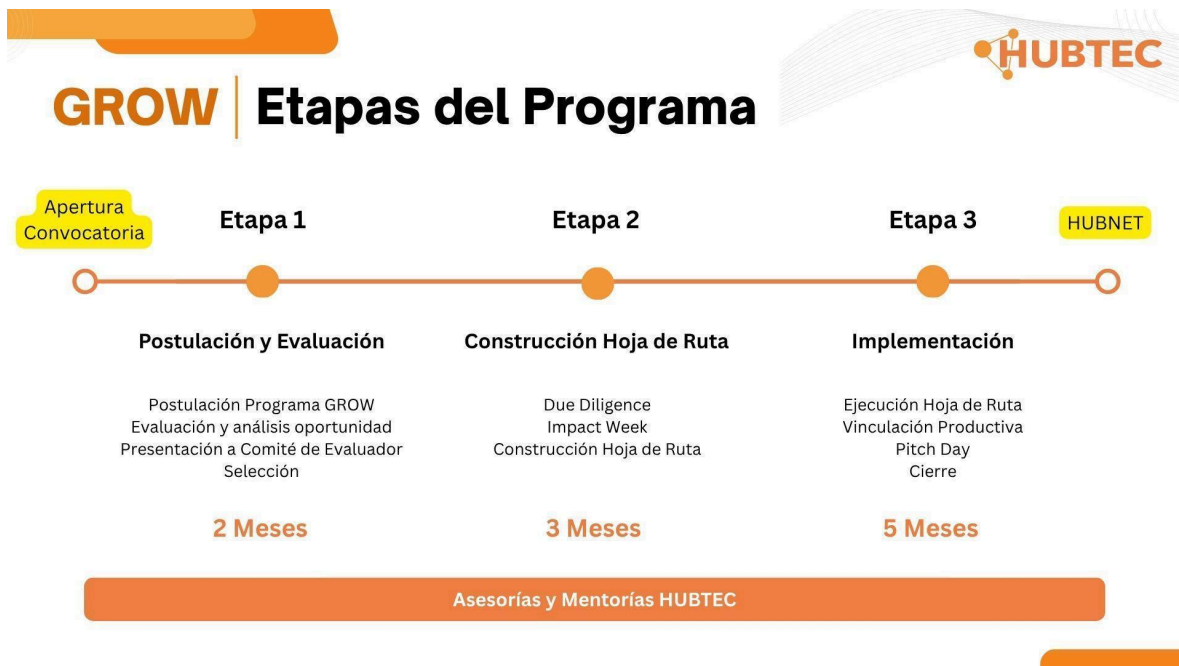 HUBTEC
GROW | Etapas del Programa
Apertura
Convocatoria
Etapa 1
Etapa 2
Etapa 3
HUBNET
Postulación y Evaluación
Construcción Hoja de Ruta
Implementación
Postulación Programa GROW
Evaluación y análisis oportunidad
Presentación a Comité de Evaluador
Selección
Due Diligence
Impact Week
Construcción Hoja de Ruta
Ejecución Hoja de Ruta
Vinculación Productiva
Pitch Day
Cierre
2 Meses
3 Meses
5 Meses
Asesorías y Mentorías HUBTEC